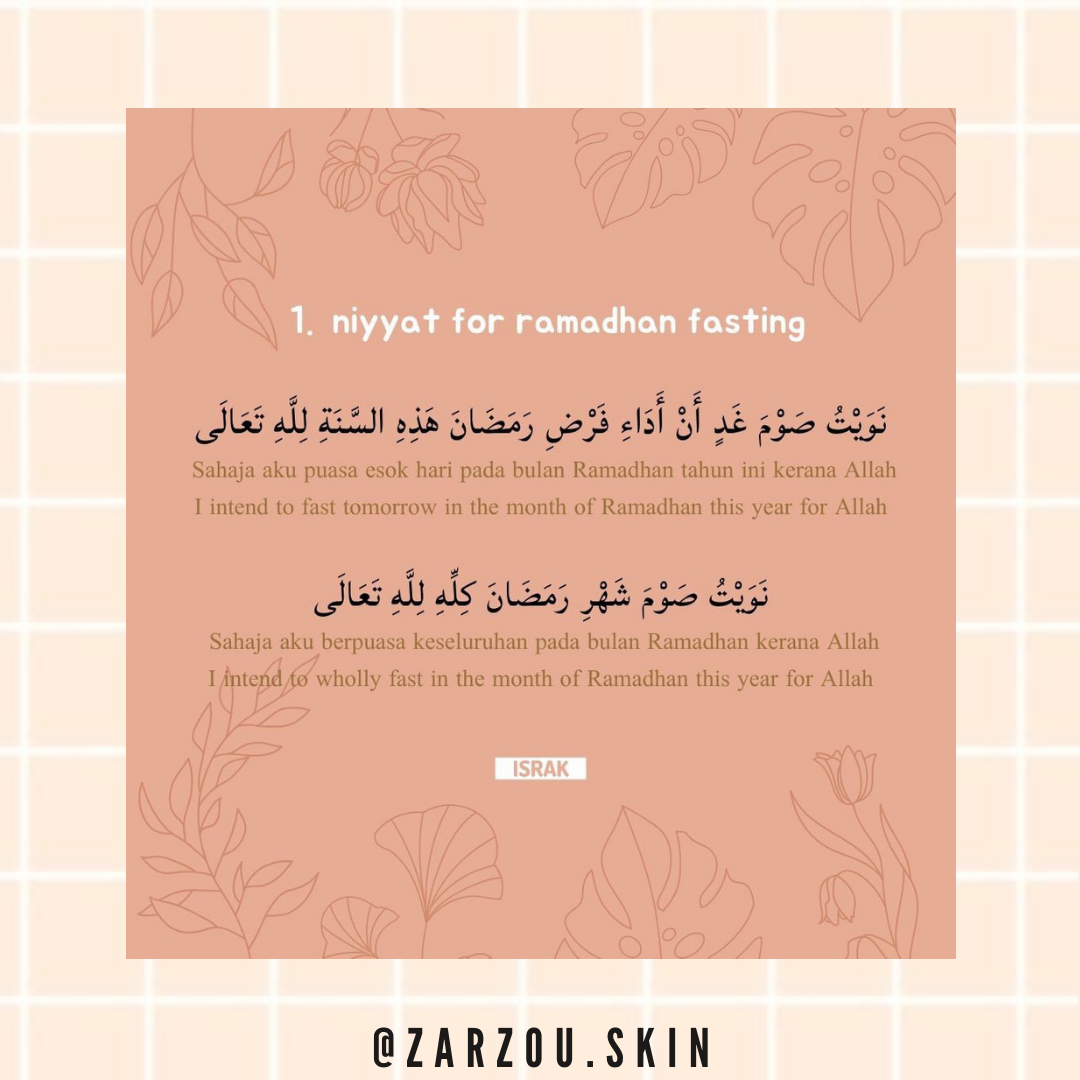 1. niyyat for ramadhan fasting
نَوَيْتُ صَوْمَ غَدٍ أَنْ أَدَاءِ فَرْضِ رَمَضَانَ هَذِهِ السَّنَةِ لِلَّهِ تَعَالَى
Sahaja aku puasa esok hari pada bulan Ramadhan tahun ini kerana Allah
I intend to fast tomorrow in the month of Ramadhan this year for Allah
نَوَيْتُ صَوْمَ شَهْرِ رَمَضَانَ كِلِّهِ لِلَّهِ تَعَالَى
Sahaja aku berpuasa keseluruhan pada bulan Ramadhan kerana Allah
I intend to wholly fast in the month of Ramadhan this year for Allah
ISRAK
@ZARZOU.SKIN